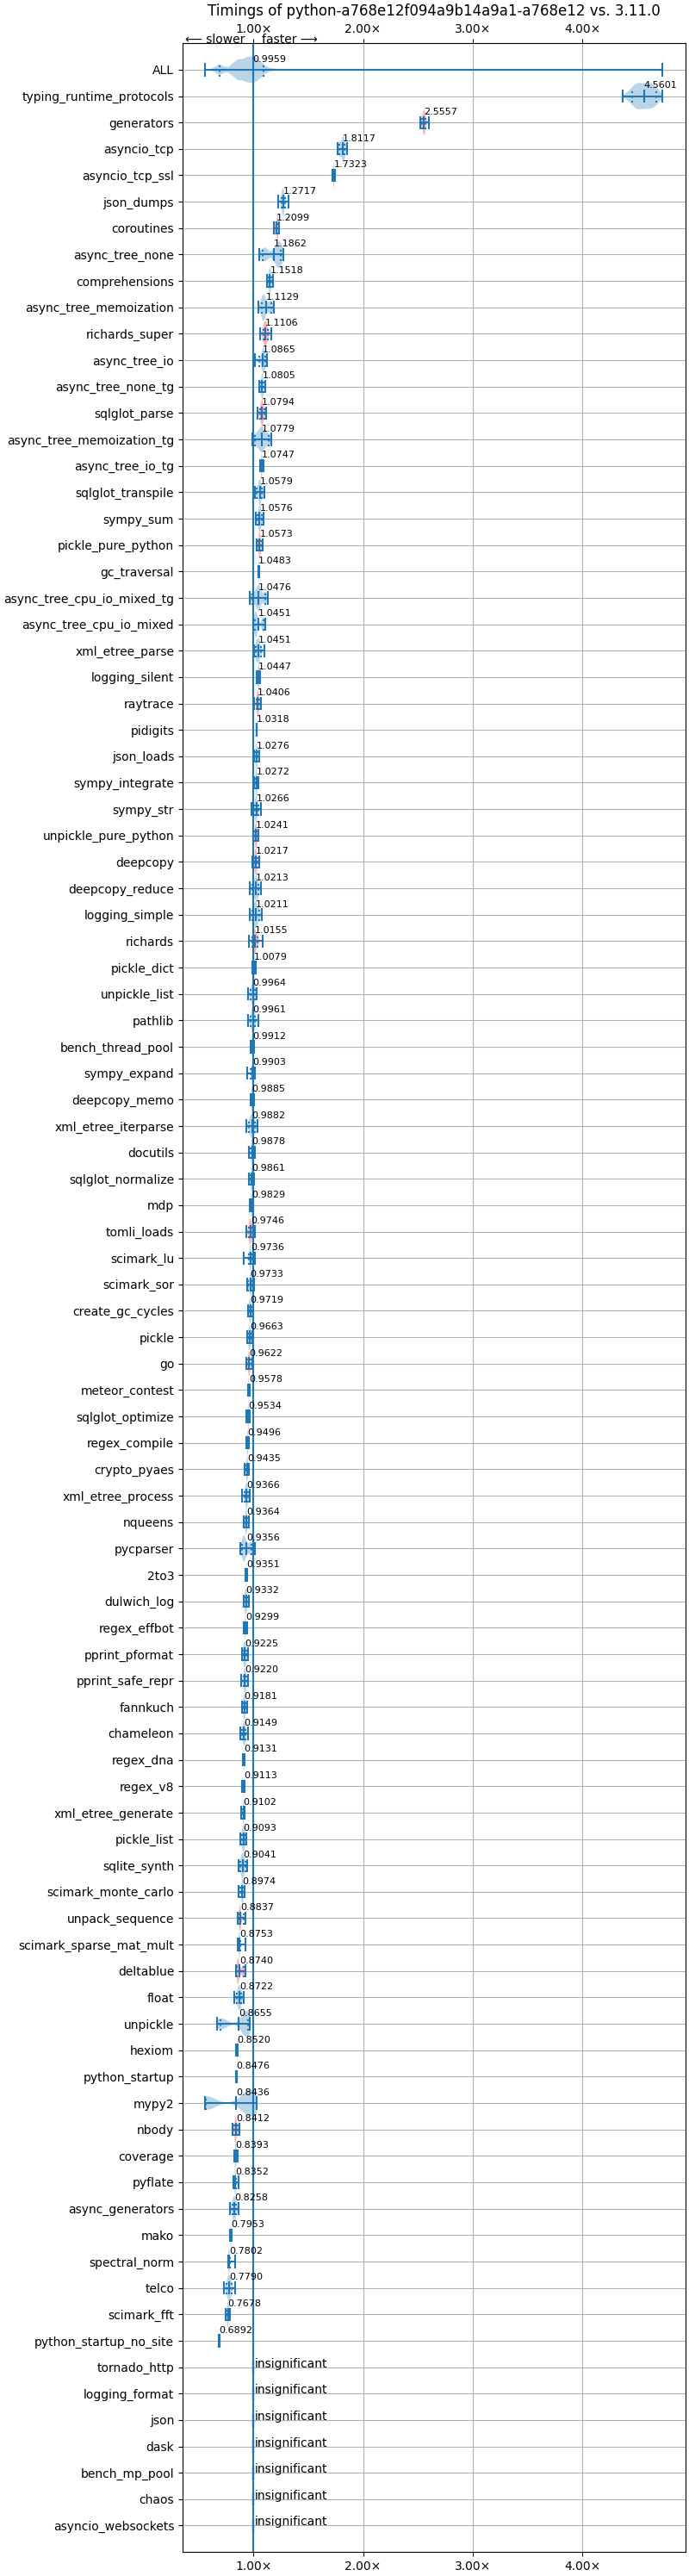 Timings of python-a768e12f094a9b14a9a1-a768e12 vs. 3.11.0
1.00× 2.00× 3.00× 4.00×
⟵ slower faster ⟶
ALL 0.9959
typing_runtime_protocols 4.5601
generators 2.5557
asyncio_tcp 1.8117
asyncio_tcp_ssl 1.7323
json_dumps 1.2717
coroutines 1.2099
async_tree_none 1.1862
comprehensions 1.1518
async_tree_memoization 1.1129
richards_super 1.1106
async_tree_io 1.0865
async_tree_none_tg 1.0805
sqlglot_parse 1.0794
async_tree_memoization_tg 1.0779
async_tree_io_tg 1.0747
sqlglot_transpile 1.0579
sympy_sum 1.0576
pickle_pure_python 1.0573
gc_traversal 1.0483
async_tree_cpu_io_mixed_tg 1.0476
async_tree_cpu_io_mixed 1.0451
xml_etree_parse 1.0451
logging_silent 1.0447
raytrace 1.0406
pidigits 1.0318
json_loads 1.0276
sympy_integrate 1.0272
sympy_str 1.0266
unpickle_pure_python 1.0241
deepcopy 1.0217
deepcopy_reduce 1.0213
logging_simple 1.0211
richards 1.0155
pickle_dict 1.0079
unpickle_list 0.9964
pathlib 0.9961
bench_thread_pool 0.9912
sympy_expand 0.9903
deepcopy_memo 0.9885
xml_etree_iterparse 0.9882
docutils 0.9878
sqlglot_normalize 0.9861
mdp 0.9829
tomli_loads 0.9746
scimark_lu 0.9736
scimark_sor 0.9733
create_gc_cycles 0.9719
pickle 0.9663
go 0.9622
meteor_contest 0.9578
sqlglot_optimize 0.9534
regex_compile 0.9496
crypto_pyaes 0.9435
xml_etree_process 0.9366
nqueens 0.9364
pycparser 0.9356
2to3 0.9351
dulwich_log 0.9332
regex_effbot 0.9299
pprint_pformat 0.9225
pprint_safe_repr 0.9220
fannkuch 0.9181
chameleon 0.9149
regex_dna 0.9131
regex_v8 0.9113
xml_etree_generate 0.9102
pickle_list 0.9093
sqlite_synth 0.9041
scimark_monte_carlo 0.8974
unpack_sequence 0.8837
scimark_sparse_mat_mult 0.8753
deltablue 0.8740
float 0.8722
unpickle 0.8655
hexiom 0.8520
python_startup 0.8476
mypy2 0.8436
nbody 0.8412
coverage 0.8393
pyflate 0.8352
async_generators 0.8258
mako 0.7953
spectral_norm 0.7802
telco 0.7790
scimark_fft 0.7678
python_startup_no_site 0.6892
tornado_http insignificant
logging_format insignificant
json insignificant
dask insignificant
bench_mp_pool insignificant
chaos insignificant
asyncio_websockets insignificant
1.00× 2.00× 3.00× 4.00×